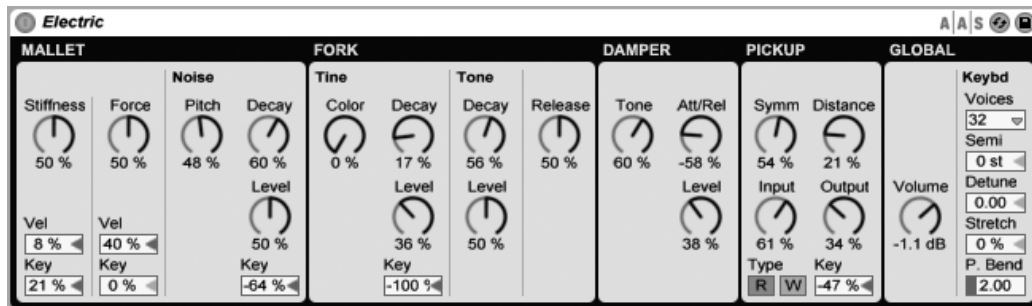 Electric
A|A|S
MALLET FORK DAMPER PICKUP GLOBAL
Noise Tine Tone Keybd
Voices
Stiffness Force Pitch Decay Color Decay Decay Release Tone Att/Rel Symm Distance
32
Semi
50 % 50 % 48 % 60 % 0 % 17 % 56 % 50 % 60 % -58 % 54 % 21 %
0 st
Level Level Level Level Input Output Volume Detune
0.00
Stretch
Vel Vel 50 % 36 % 50 % 38 % 61 % 34 % -1.1 dB
8 % 40 % 0 %
Key Key Key Key Type Key P. Bend
21 % 0 % -64 % -100 % R W -47 % 2.00